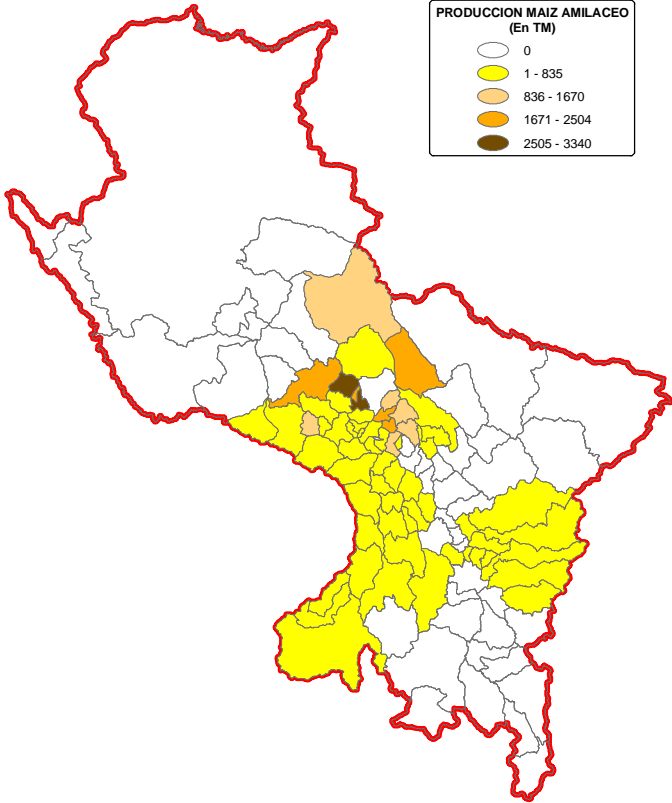 PRODUCCION MAIZ AMILACEO
(En TM)
0
1 - 835
836 - 1670
1671 - 2504
2505 - 3340